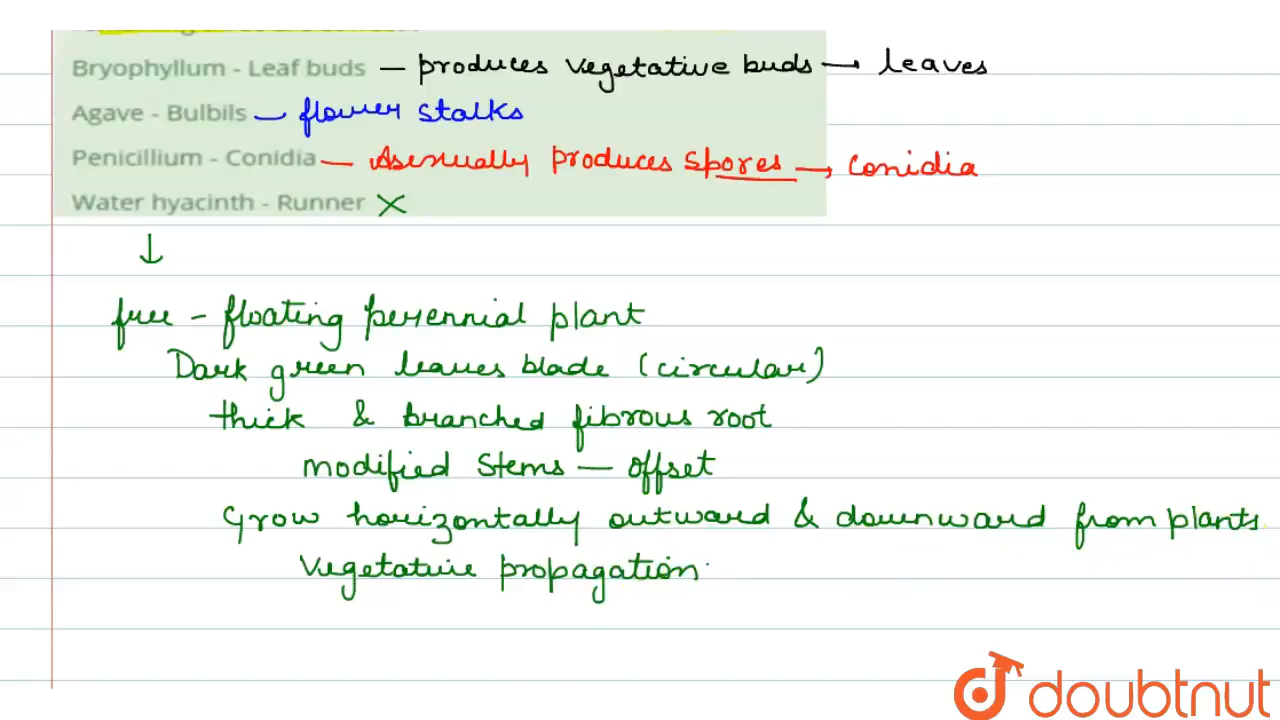 Bryophyllum - Leaf buds — produces vegetative buds → leaves
Agave - Bulbils — flower stalks
Penicillium - Conidia — Asexually produces spores → Conidia
Water hyacinth - Runner ×
↓
free - floating perennial plant
Dark green leaves blade (circular)
thick & branched fibrous root
modified stems — offset
Grow horizontally outward & downward from plants.
Vegetative propagation
doubtnut